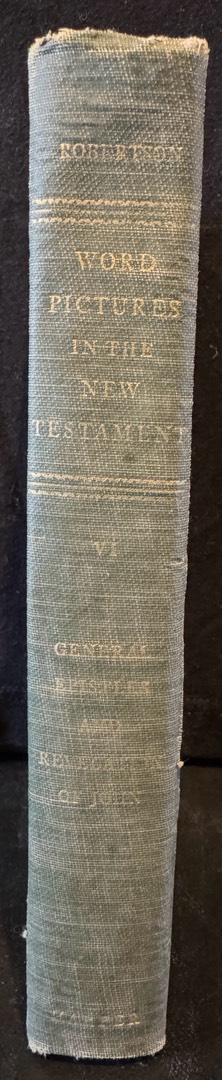 ROBERTSON
WORD
PICTURES
IN THE
NEW
TESTAMENT
VI
GENERAL
EPISTLES
AND
REVELATION
OF JOHN